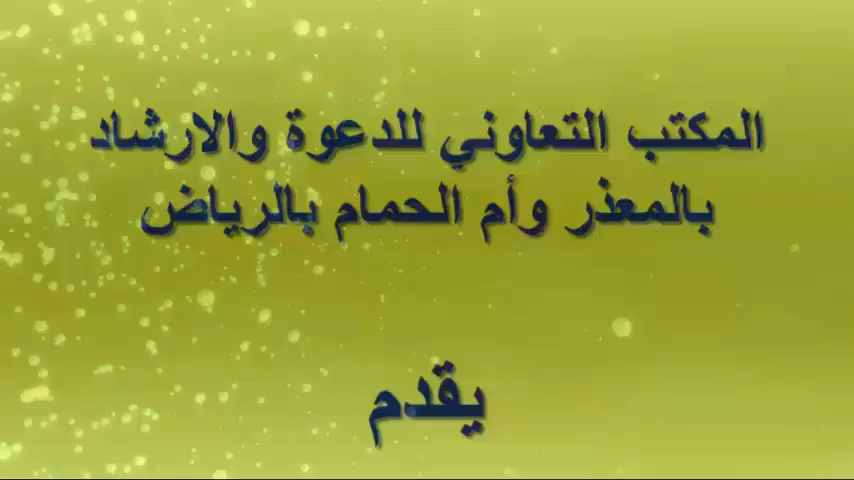 المكتب التعاوني للدعوة والارشاد
بالمعذر وأم الحمام بالرياض
يقدم